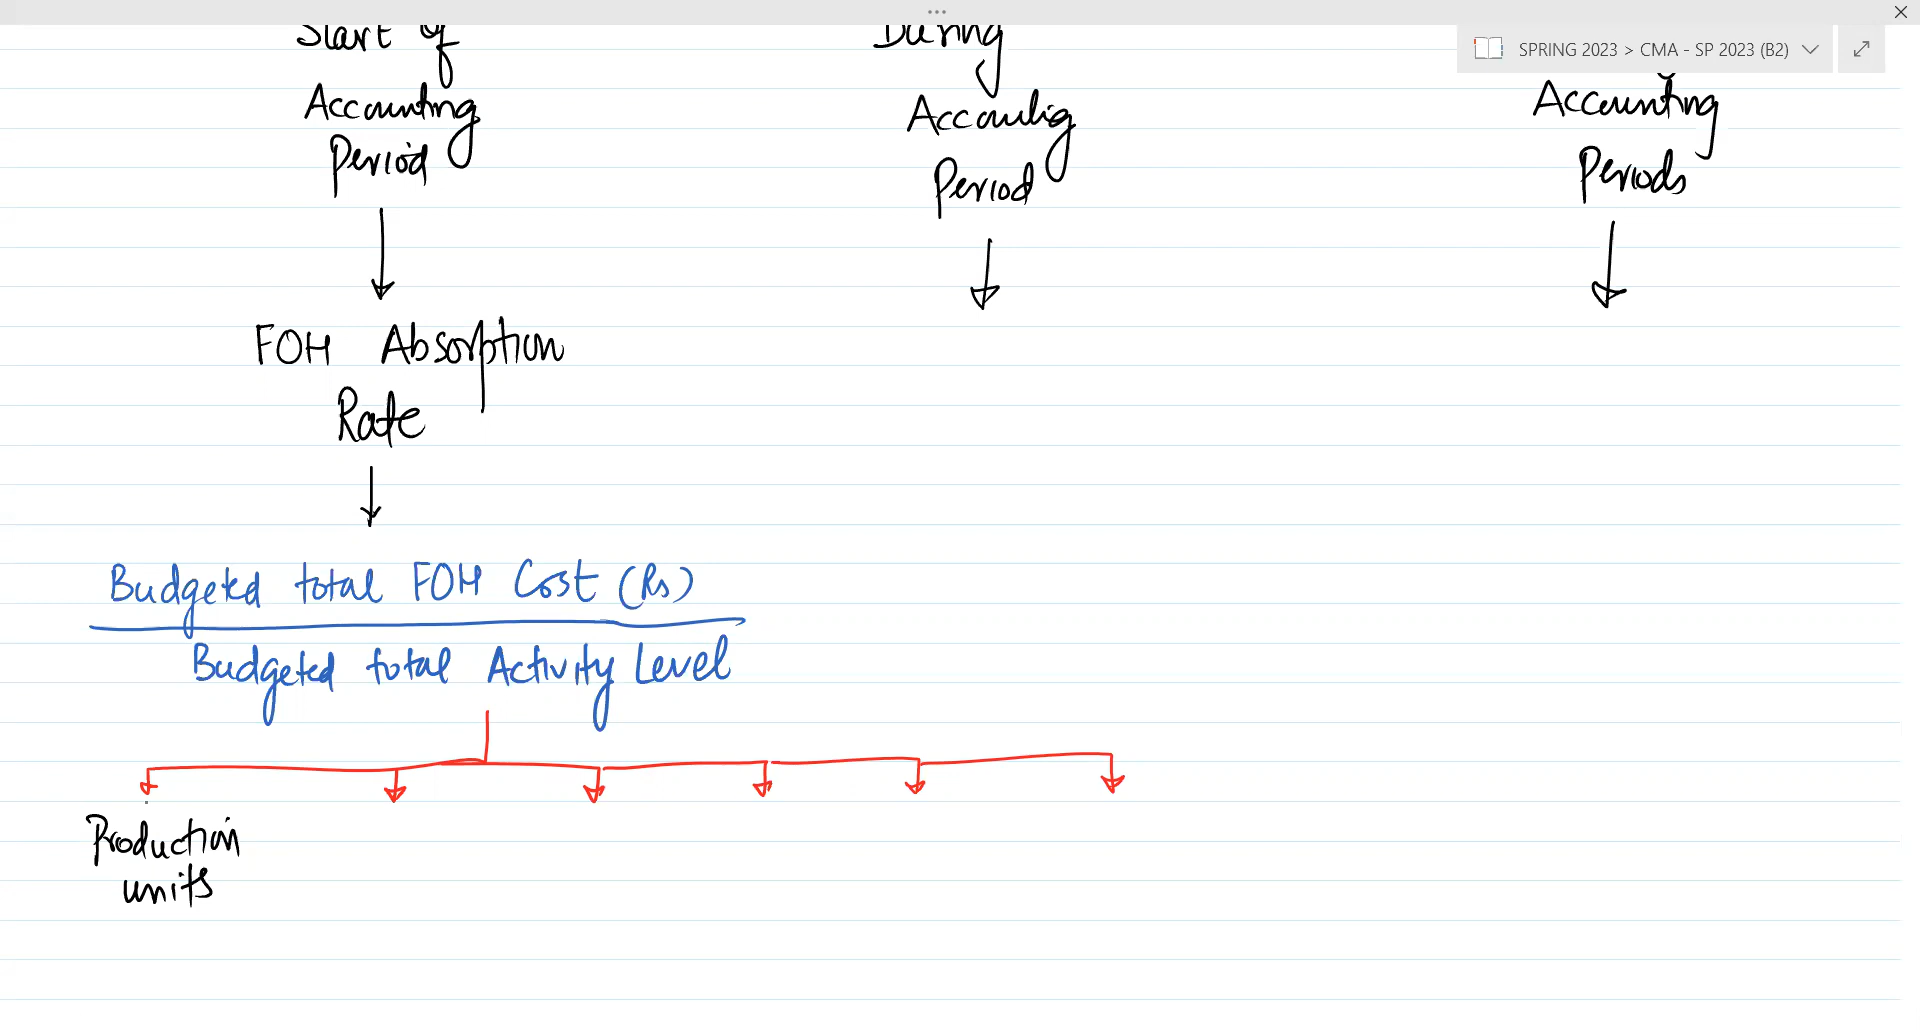 SPRING 2023 > CMA - SP 2023 (B2)
Start of
Accounting
Period
During
Accounting
Period
Accounting
Periods
FOH Absorption
Rate
Budgeted total FOH Cost (Rs)
Budgeted total Activity Level
Production
units